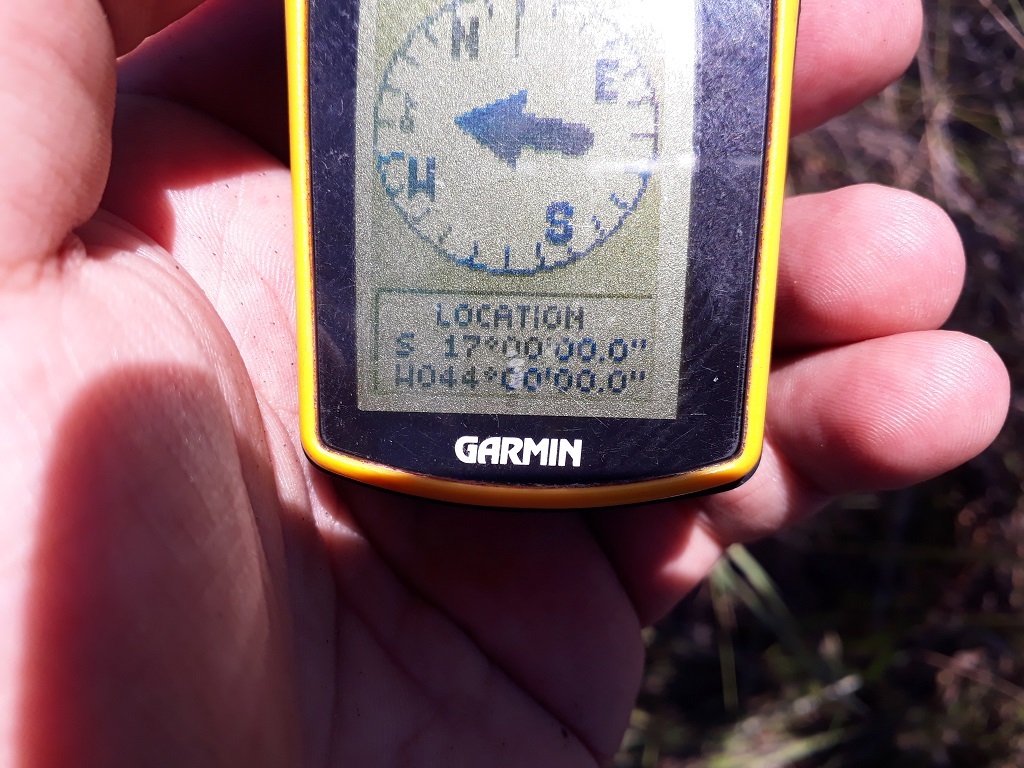 N
E
W
S
LOCATION
S 17°00'00.0"
W044°00'00.0"
GARMIN